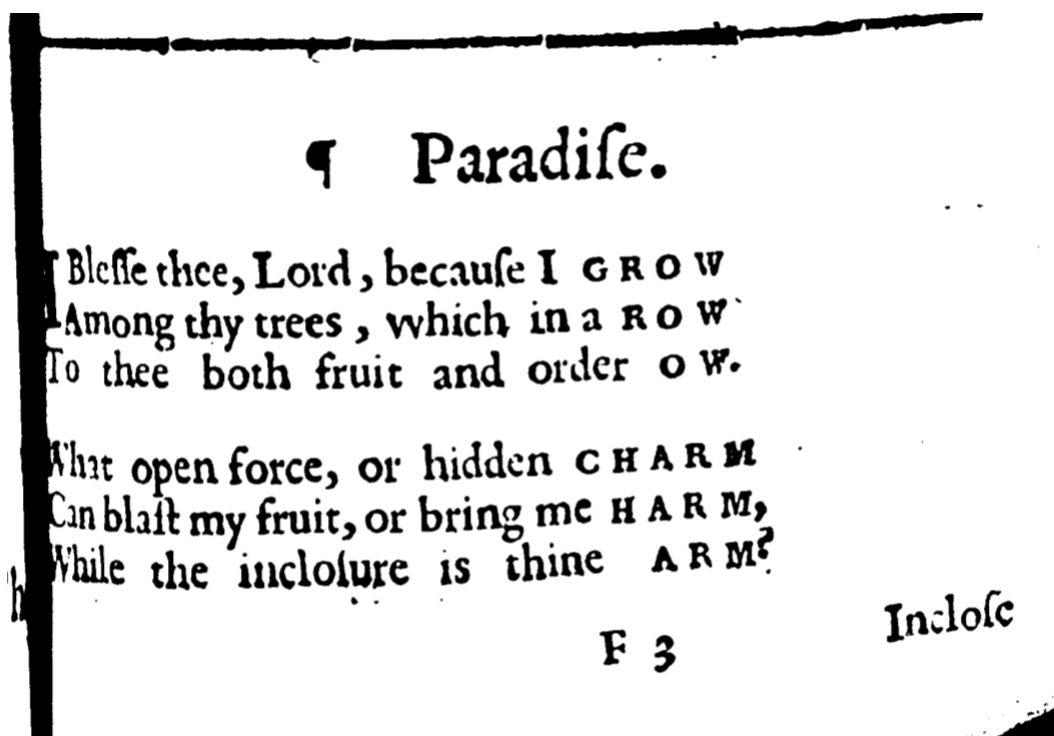 ¶ Paradiſe.
I Bleſſe thee, Lord, becauſe I GROW
Among thy trees, which in a ROW
To thee both fruit and order OW.
What open force, or hidden CHARM
Can blaſt my fruit, or bring me HARM,
While the incloſure is thine ARM?
F 3
Incloſe